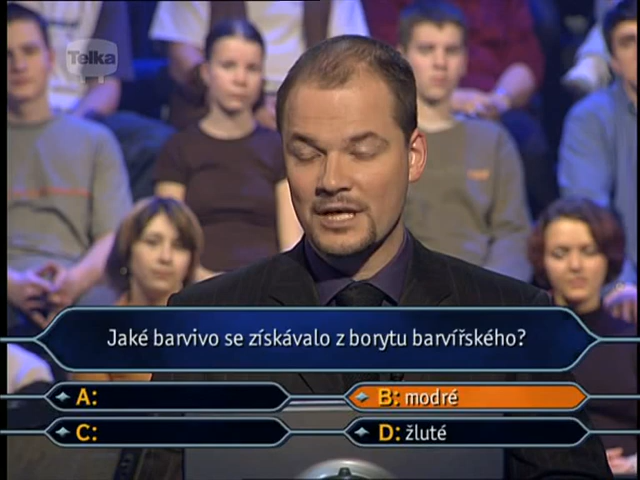 Telka
Jaké barvivo se získávalo z borytu barvířského?
A:
B: modré
C:
D: žluté